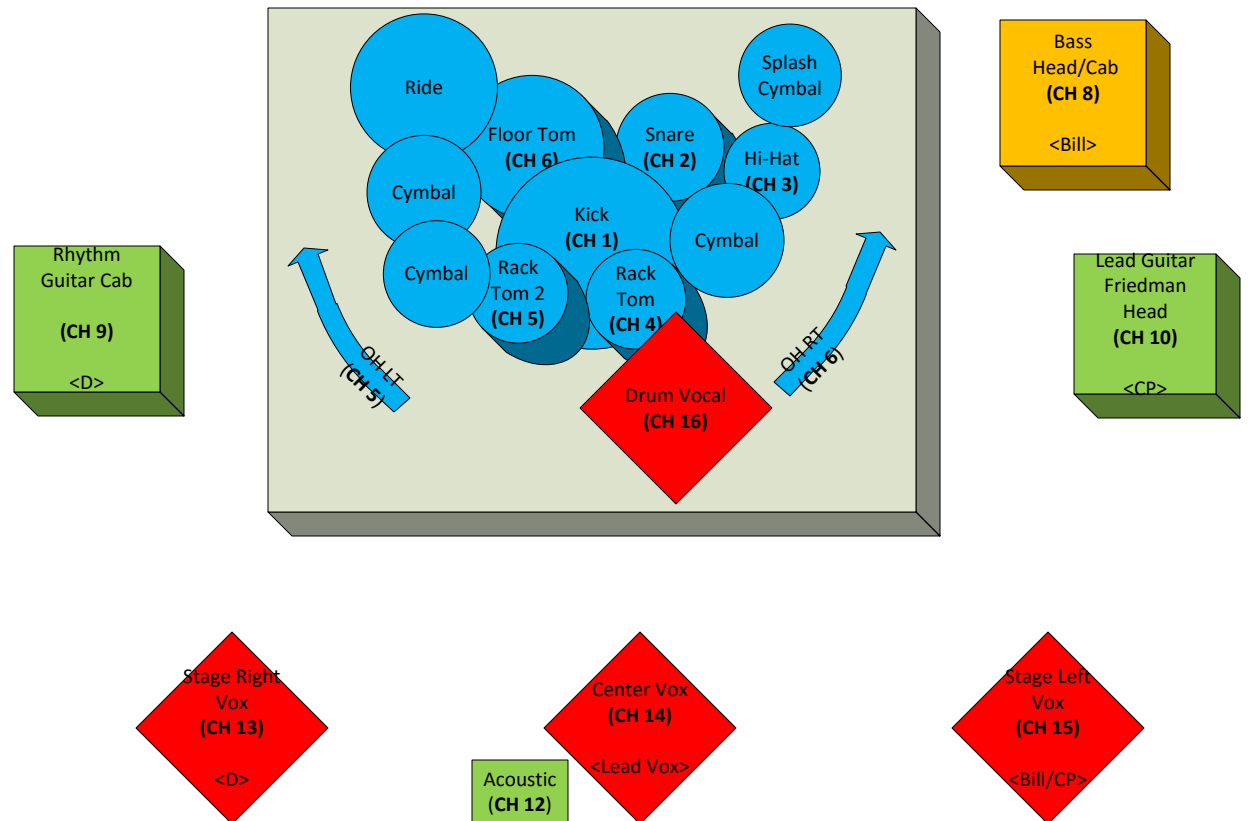 Ride
Splash
Cymbal
Bass
Head/Cab
(CH 8)
<Bill>
Floor Tom
(CH 6)
Snare
(CH 2)
Hi-Hat
(CH 3)
Cymbal
Kick
(CH 1)
Cymbal
Cymbal
Rack
Tom 2
(CH 5)
Rack
Tom
(CH 4)
Rhythm
Guitar Cab
(CH 9)
<D>
Lead Guitar
Friedman
Head
(CH 10)
<CP>
OH LT
(CH 5)
OH RT
(CH 6)
Drum Vocal
(CH 16)
Stage Right
Vox
(CH 13)
<D>
Center Vox
(CH 14)
<Lead Vox>
Stage Left
Vox
(CH 15)
<Bill/CP>
Acoustic
(CH 12)